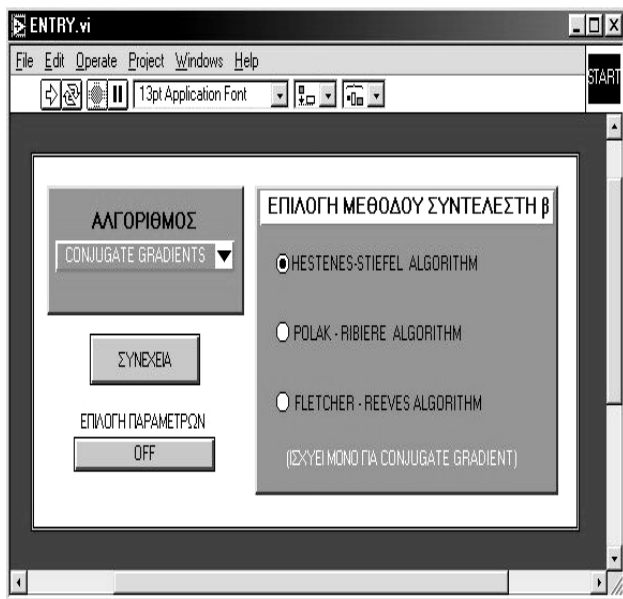 ENTRY.vi
File Edit Operate Project Windows Help
13pt Application Font
START
ΑΛΓΟΡΙΘΜΟΣ
CONJUGATE GRADIENTS
ΣΥΝΕΧΕΙΑ
ΕΠΙΛΟΓΗ ΠΑΡΑΜΕΤΡΩΝ
OFF
ΕΠΙΛΟΓΗ ΜΕΘΟΔΟΥ ΣΥΝΤΕΛΕΣΤΗ β
HESTENES-STIEFEL ALGORITHM
POLAK - RIBIERE ALGORITHM
FLETCHER - REEVES ALGORITHM
(ΙΣΧΥΕΙ ΜΟΝΟ ΓΙΑ CONJUGATE GRADIENT)